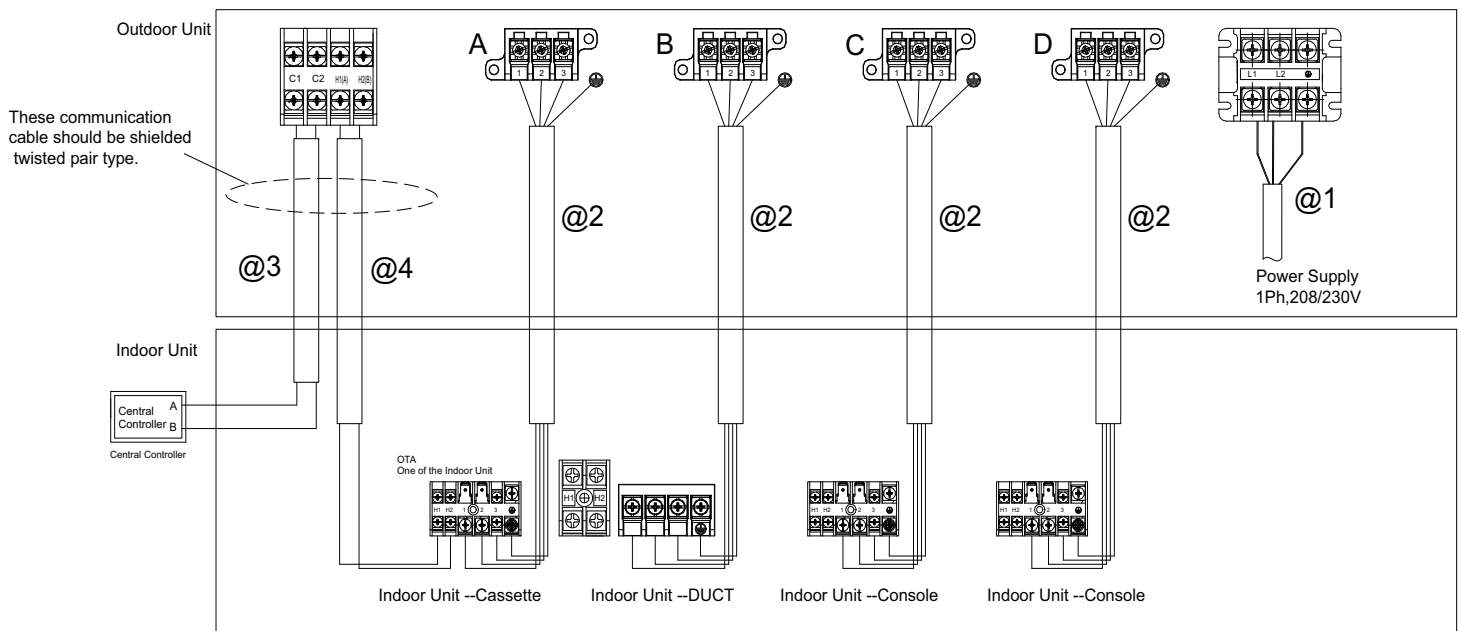 Outdoor Unit
These communication
cable should be shielded
twisted pair type.
C1 C2 H1(A) H2(B)
A
1 2 3
B
1 2 3
C
1 2 3
D
1 2 3
L1 L2
@3
@4
@2
@2
@2
@2
@1
Power Supply
1Ph,208/230V
Indoor Unit
Central
Controller
A
B
Central Controller
OTA
One of the Indoor Unit
H1 H2 1 2 3
H1 H2
H1 H2 1 2 3
H1 H2 1 2 3
Indoor Unit --Cassette
Indoor Unit --DUCT
Indoor Unit --Console
Indoor Unit --Console